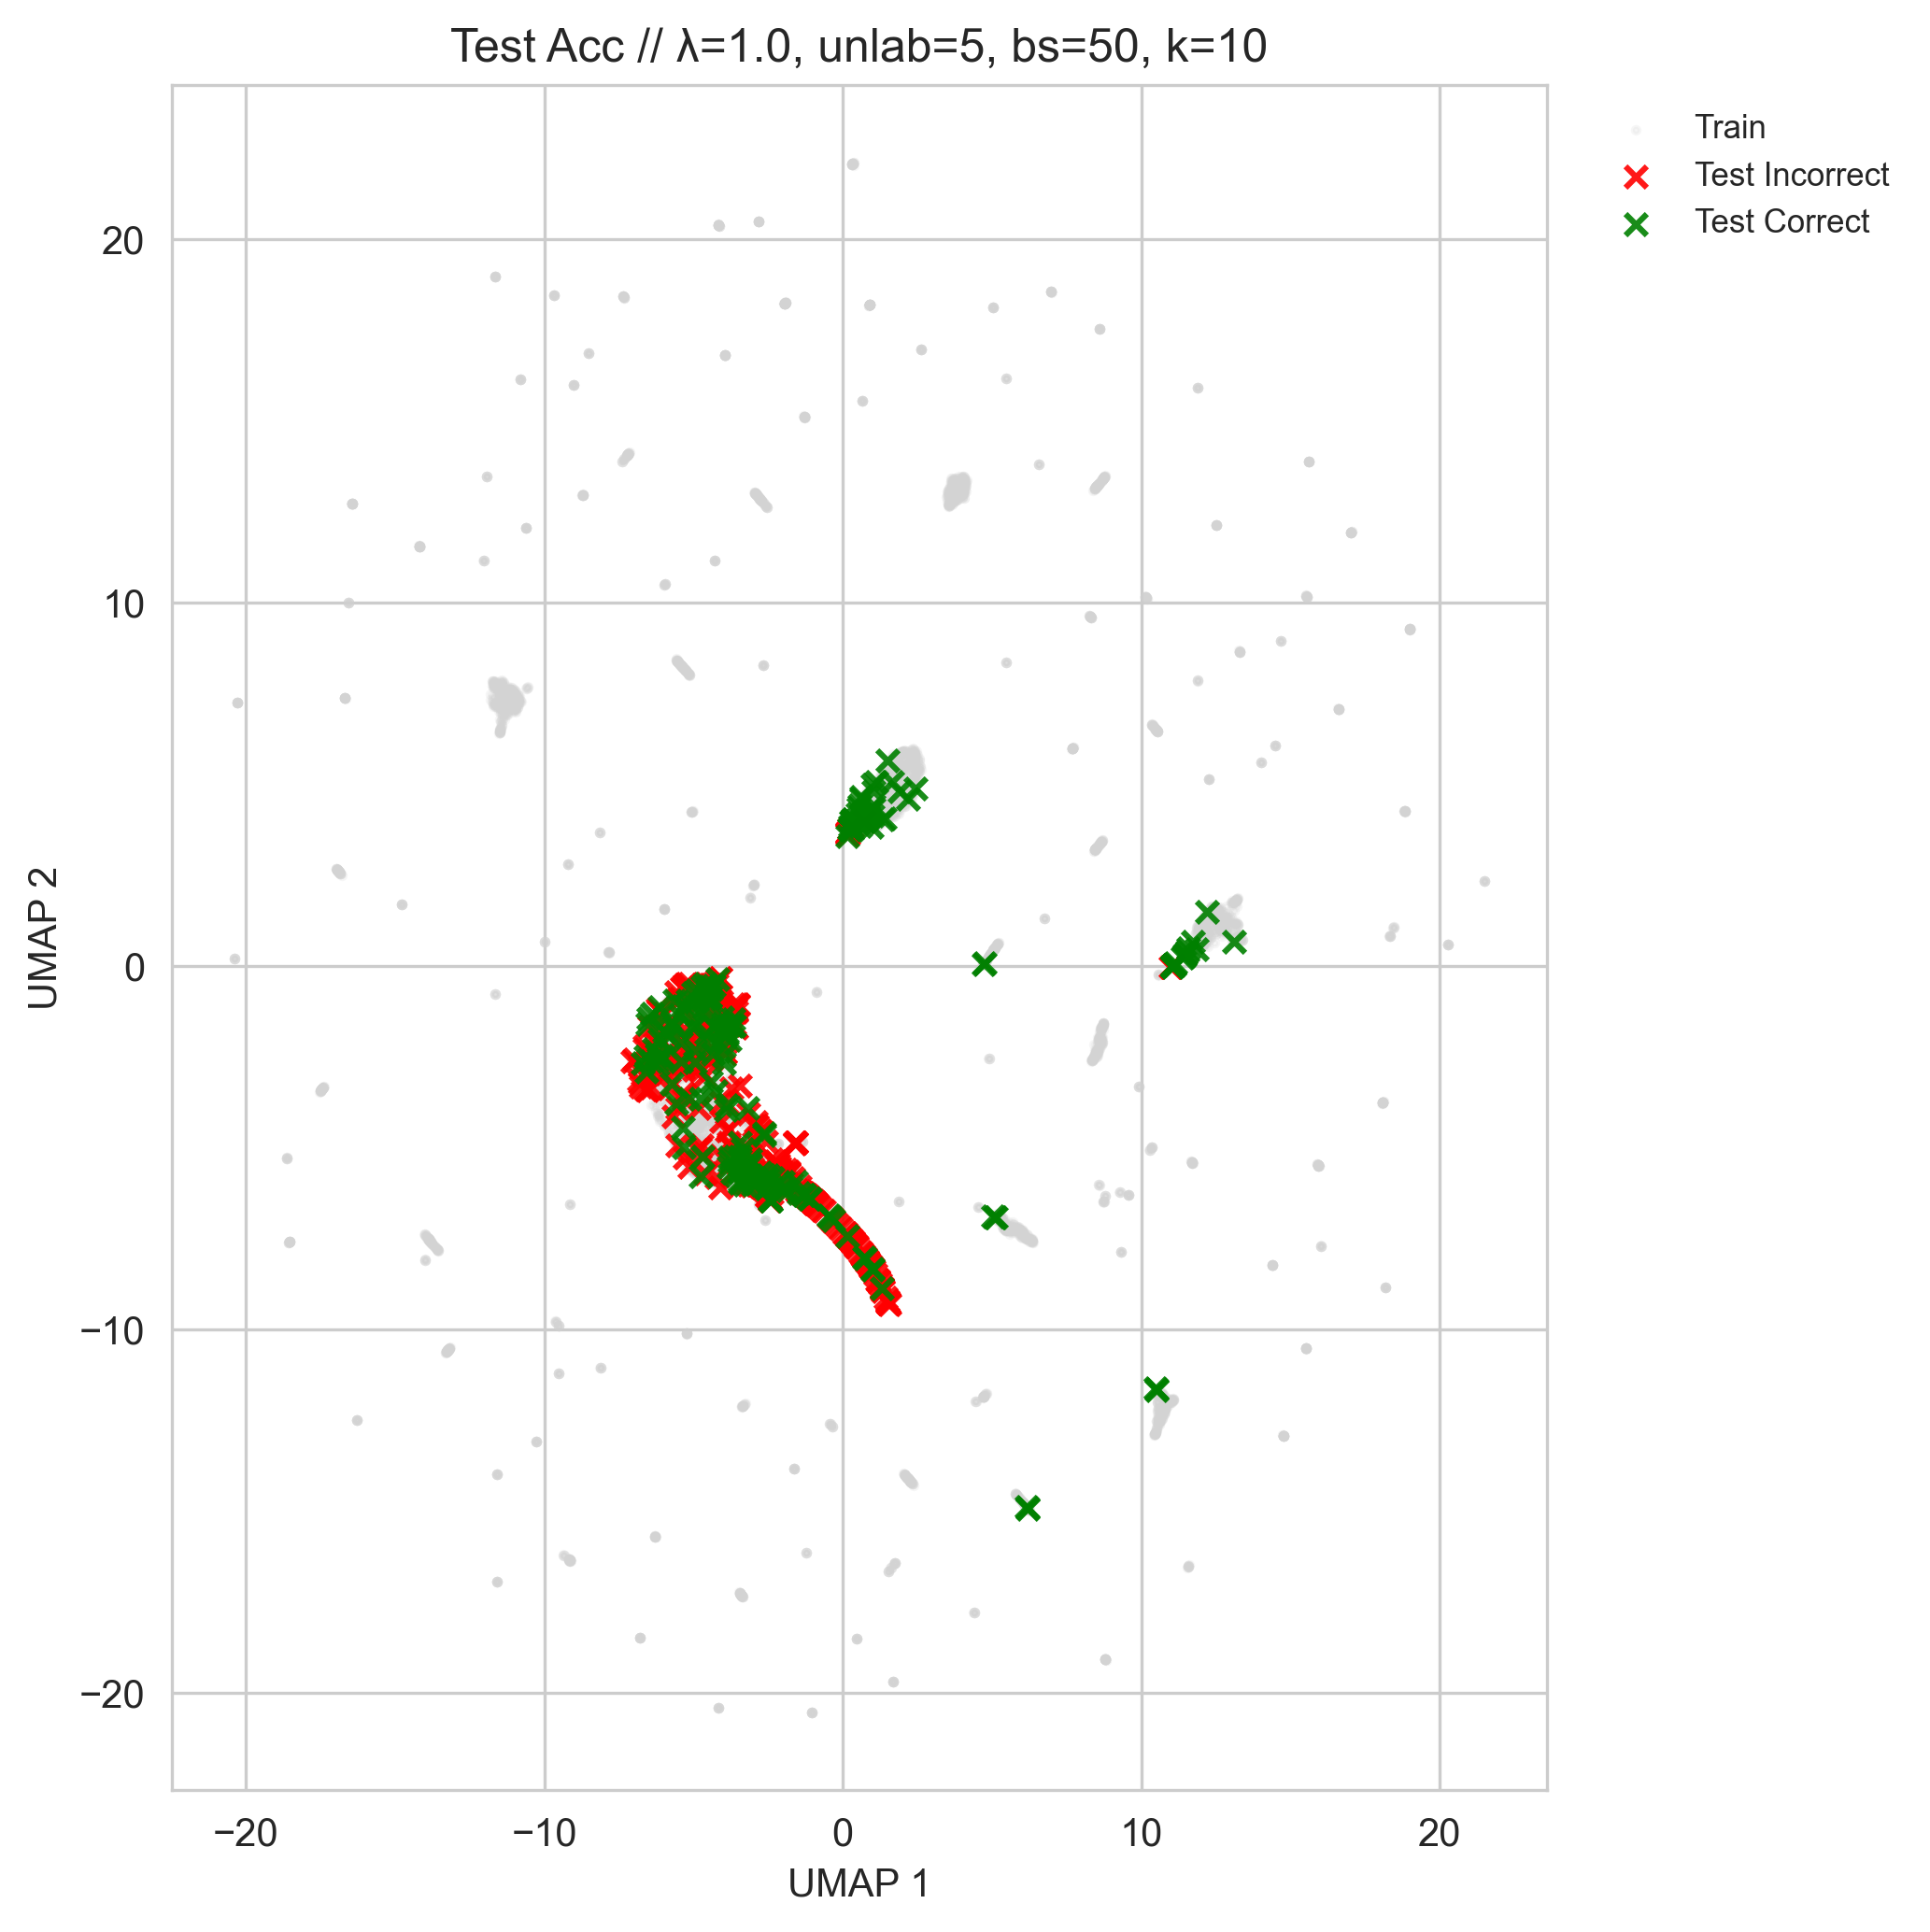 Test Acc // λ=1.0, unlab=5, bs=50, k=10
Train
Test Incorrect
Test Correct
20
10
0
−10
−20
UMAP 2
−20
−10
0
10
20
UMAP 1